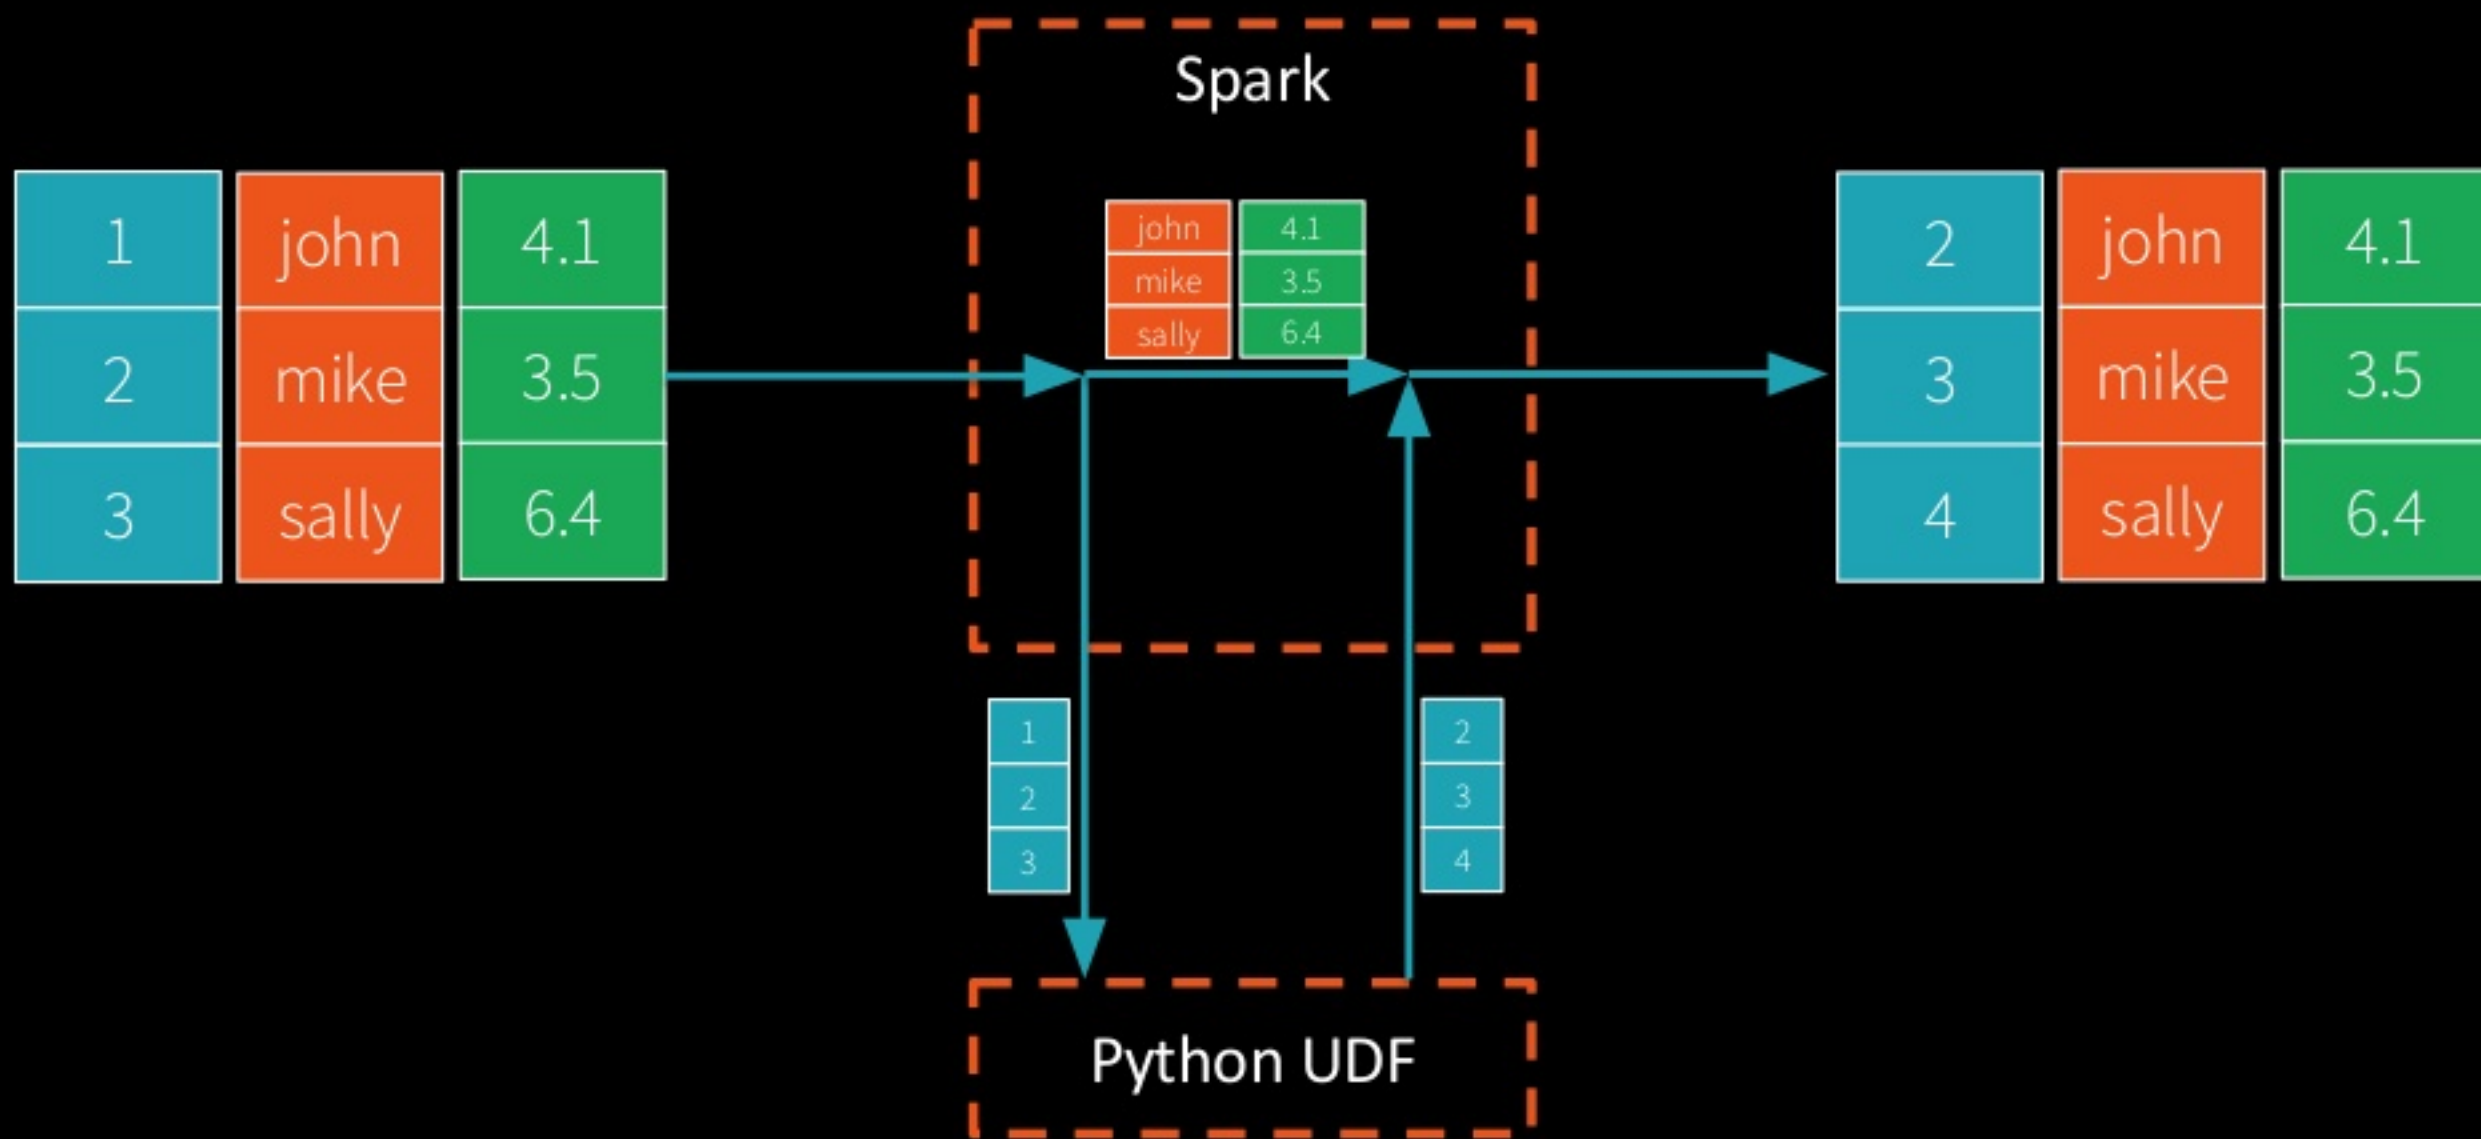 Spark
1 john 4.1
2 mike 3.5
3 sally 6.4
john 4.1
mike 3.5
sally 6.4
2 john 4.1
3 mike 3.5
4 sally 6.4
1
2
3
2
3
4
Python UDF